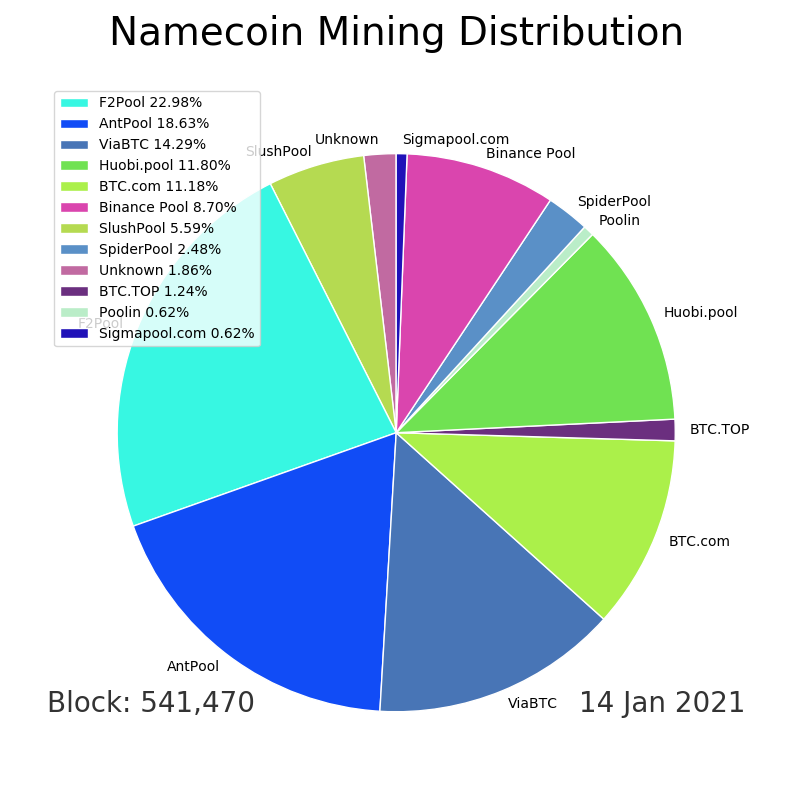 Namecoin Mining Distribution
F2Pool 22.98%
AntPool 18.63%
ViaBTC 14.29%
Huobi.pool 11.80%
BTC.com 11.18%
Binance Pool 8.70%
SlushPool 5.59%
SpiderPool 2.48%
Unknown 1.86%
BTC.TOP 1.24%
Poolin 0.62%
Sigmapool.com 0.62%
Unknown
Sigmapool.com
SlushPool
Binance Pool
SpiderPool
Poolin
Huobi.pool
F2Pool
BTC.TOP
BTC.com
AntPool
ViaBTC
Block: 541,470
14 Jan 2021